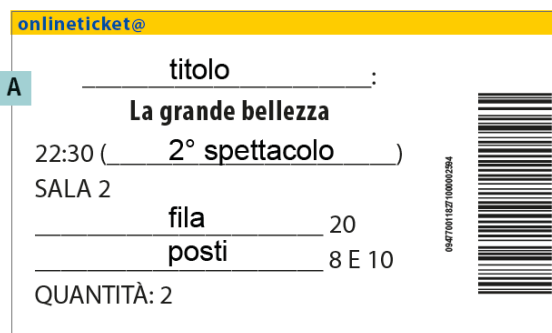 onlineticket@
A
titolo:
La grande bellezza
22:30 (2° spettacolo)
SALA 2
fila 20
posti 8 E 10
QUANTITÀ: 2